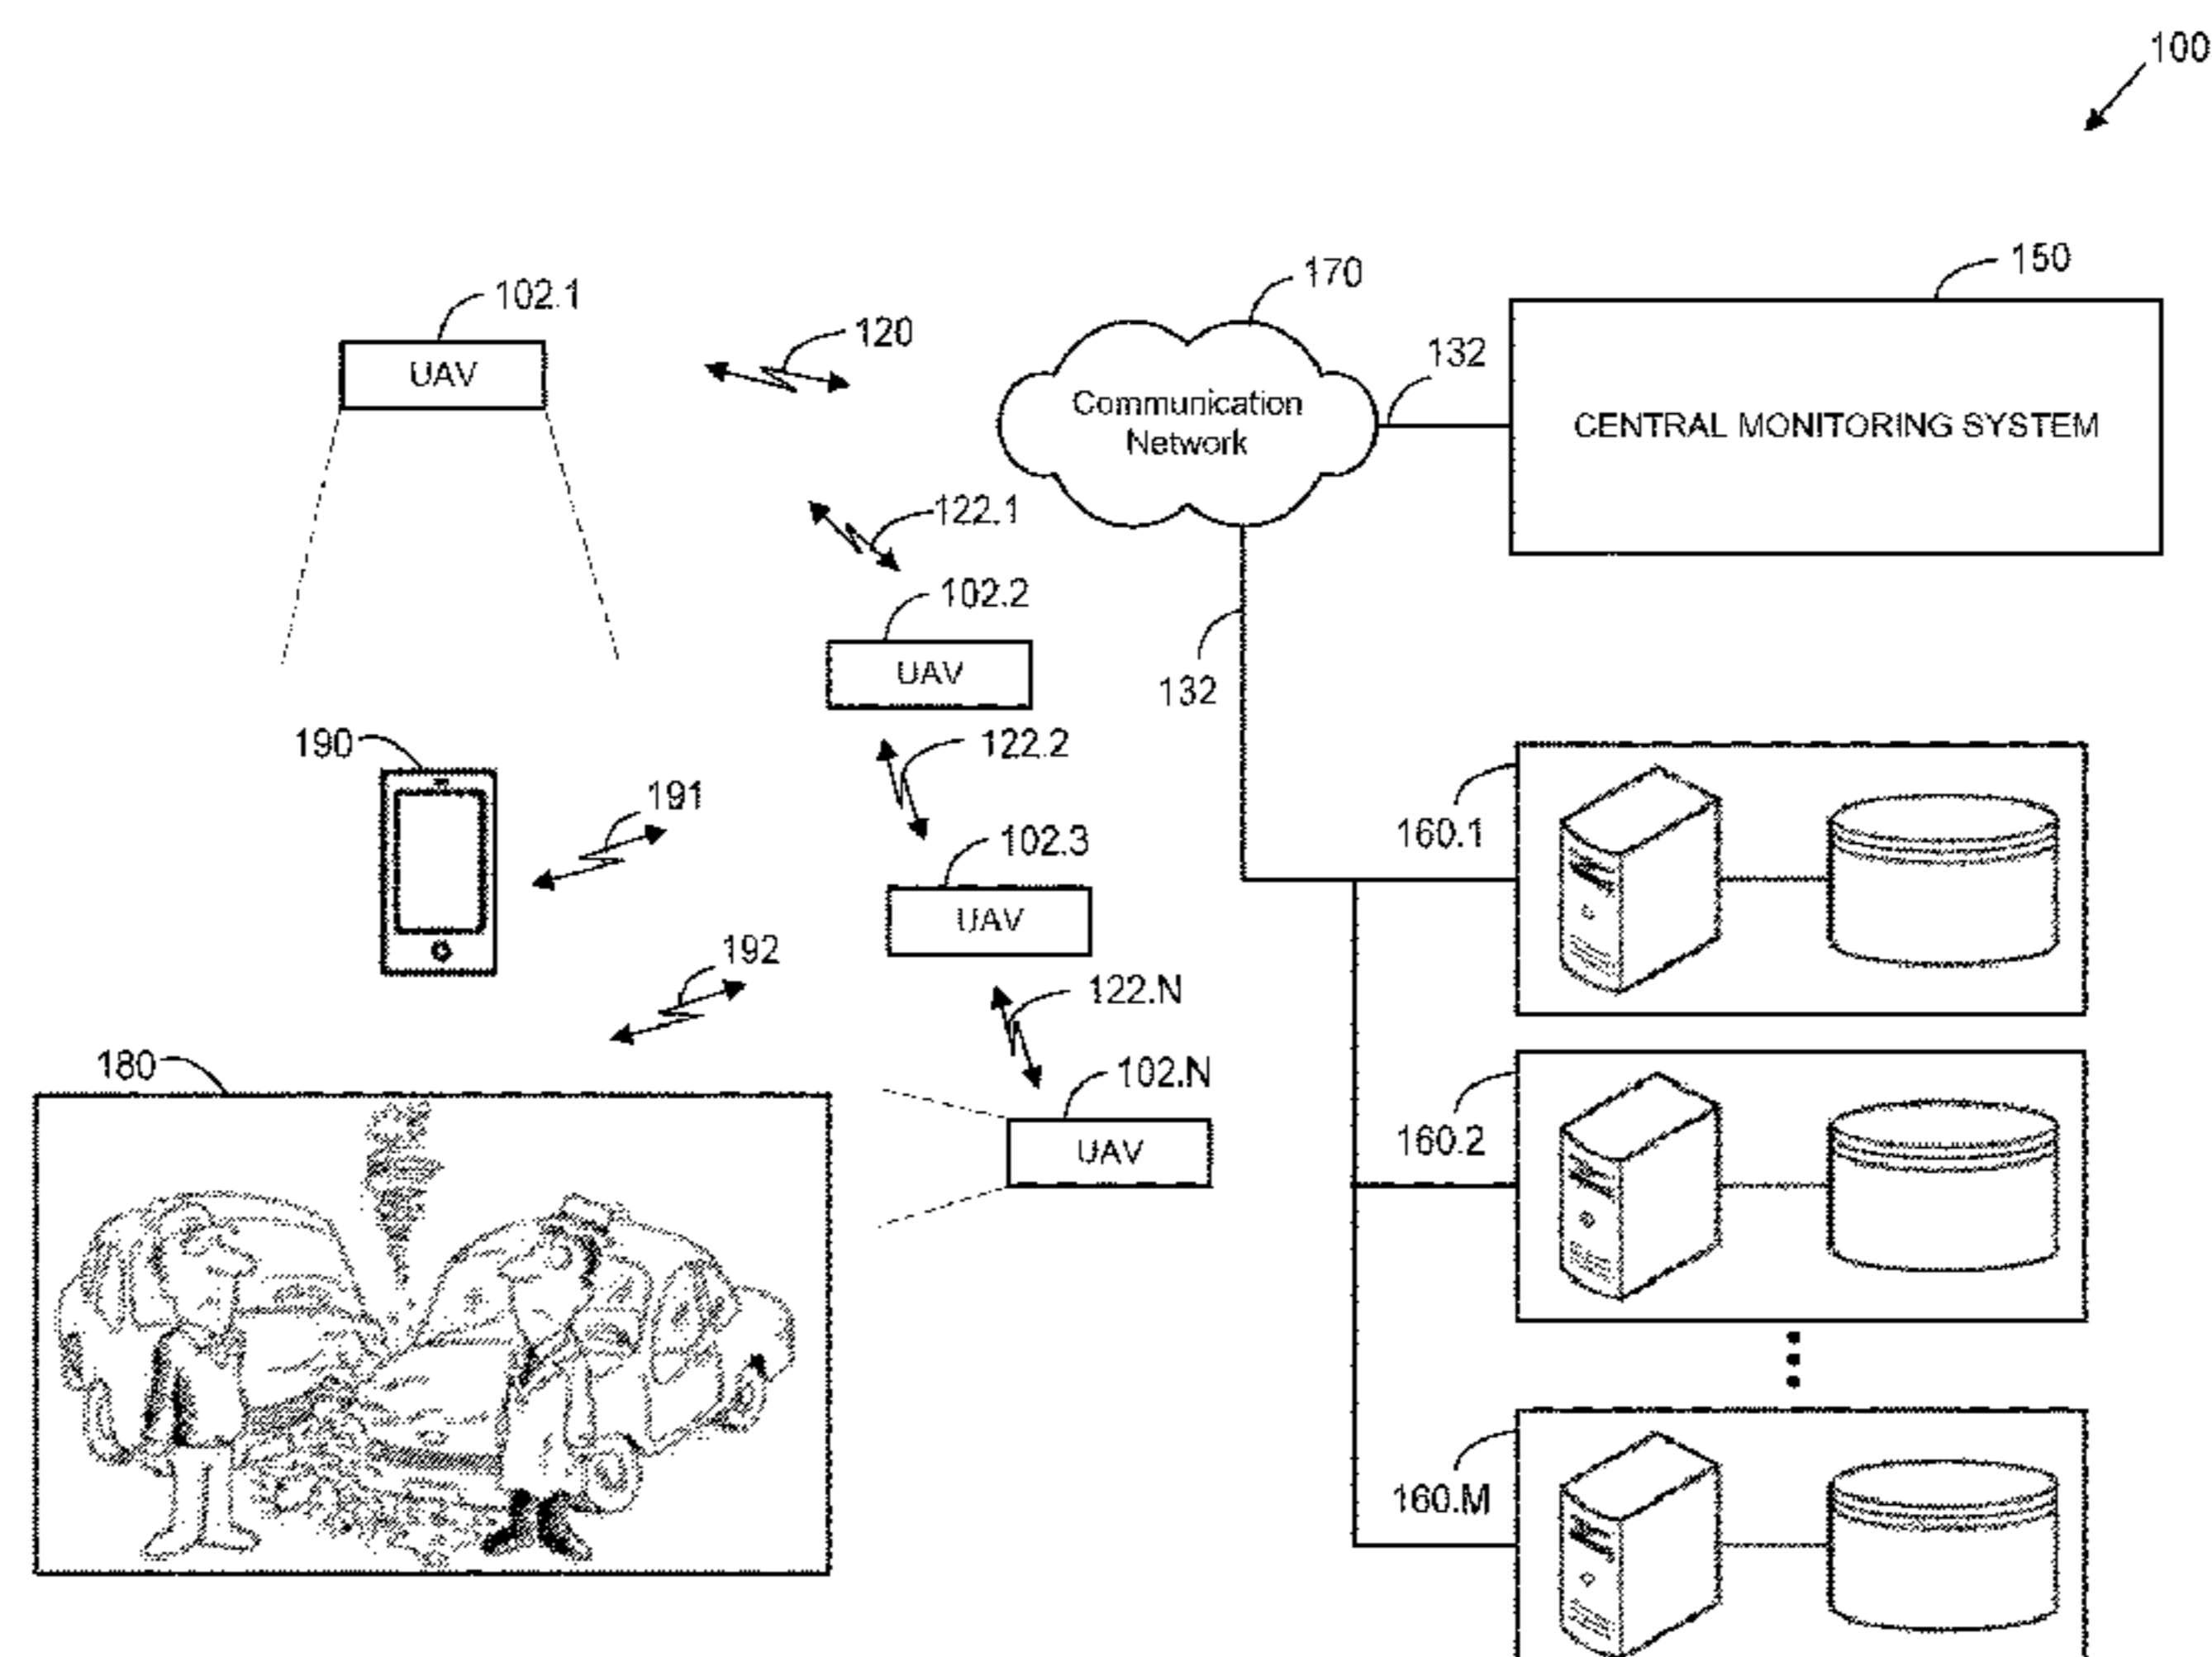 100
150
170
102.1
120
132
UAV
Communication
Network
CENTRAL MONITORING SYSTEM
122.1
102.2
UAV
132
190
122.2
191
102.3
160.1
UAV
192
122.N
180
102.N
160.2
UAV
160.M